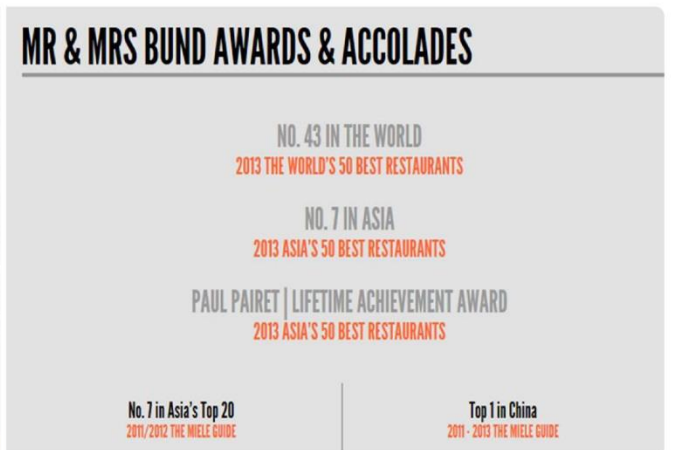 MR & MRS BUND AWARDS & ACCOLADES
NO. 43 IN THE WORLD
2013 THE WORLD'S 50 BEST RESTAURANTS
NO. 7 IN ASIA
2013 ASIA'S 50 BEST RESTAURANTS
PAUL PAIRET | LIFETIME ACHIEVEMENT AWARD
2013 ASIA'S 50 BEST RESTAURANTS
No. 7 in Asia's Top 20
2011/2012 THE MIELE GUIDE
Top 1 in China
2011 - 2013 THE MIELE GUIDE